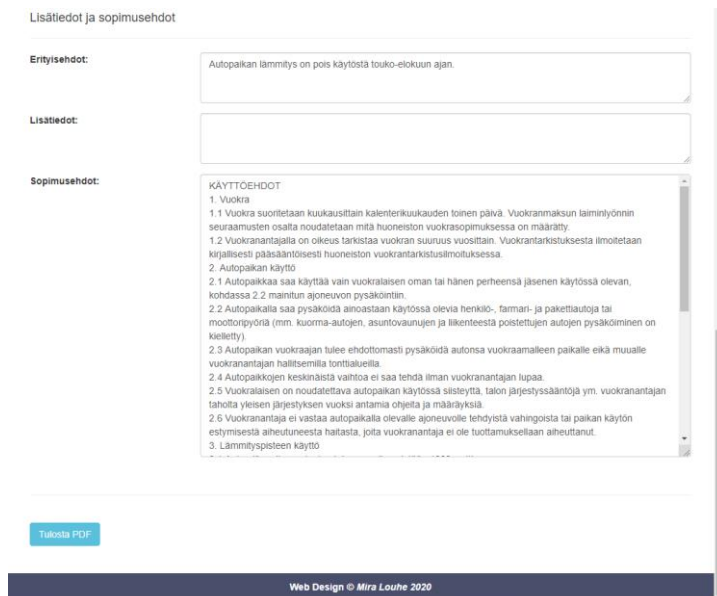 Lisätiedot ja sopimusehdot
Erityisehdot:
Autopaikan lämmitys on pois käytöstä touko-elokuun ajan.
Lisätiedot:
Sopimusehdot:
KÄYTTÖEHDOT
1. Vuokra
1.1 Vuokra suoritetaan kuukausittain kalenterikuukauden toinen päivä. Vuokranmaksun laiminlyönnin
seuraamusten osalta noudatetaan mitä huoneiston vuokrasopimuksessa on määrätty.
1.2 Vuokranantajalla on oikeus tarkistaa vuokran suuruus vuosittain. Vuokrantarkistuksesta ilmoitetaan
kirjallisesti pääsääntöisesti huoneiston vuokrantarkistusilmoituksessa.
2. Autopaikan käyttö
2.1 Autopaikkaa saa käyttää vain vuokralaisen oman tai hänen perheensä jäsenen käytössä olevan,
kohdassa 2.2 mainitun ajoneuvon pysäköintiin.
2.2 Autopaikalla saa pysäköidä ainoastaan käytössä olevia henkilö-, farmari- ja pakettiautoja tai
moottoripyöriä (mm. kuorma-autojen, asuntovaunujen ja liikenteestä poistettujen autojen pysäköiminen on
kielletty).
2.3 Autopaikan vuokraajan tulee ehdottomasti pysäköidä autonsa vuokraamalleen paikalle eikä muualle
vuokranantajan hallitsemilla tonttialueilla.
2.4 Autopaikkojen keskinäistä vaihtoa ei saa tehdä ilman vuokranantajan lupaa.
2.5 Vuokralaisen on noudatettava autopaikan käytössä siisteyttä, talon järjestyssääntöjä ym. vuokranantajan
taholta yleisen järjestyksen vuoksi antamia ohjeita ja määräyksiä.
2.6 Vuokranantaja ei vastaa autopaikalla olevalle ajoneuvolle tehdyistä vahingoista tai paikan käytön
estymisestä aiheutuneesta haitasta, joita vuokranantaja ei ole tuottamuksellaan aiheuttanut.
3. Lämmityspisteen käyttö
Tulosta PDF
Web Design © Mira Louhe 2020